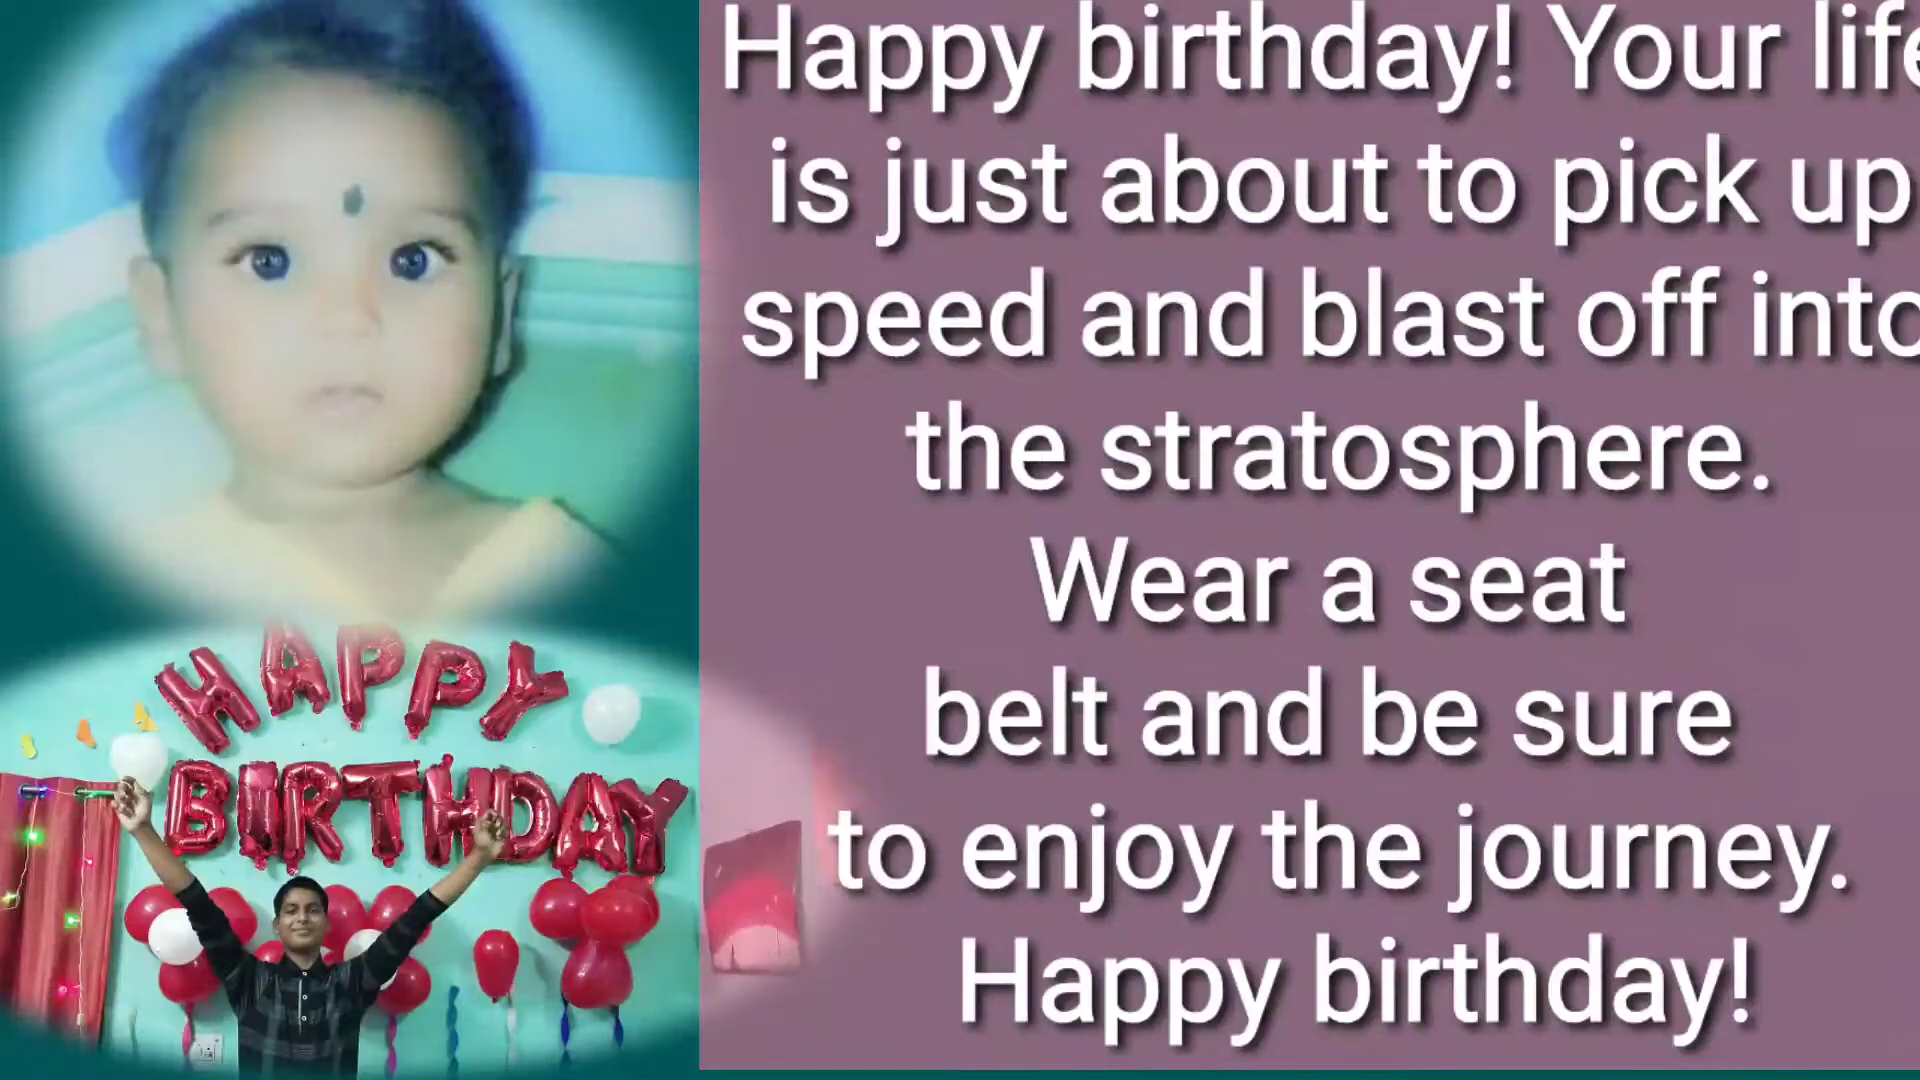 Happy birthday! Your life
is just about to pick up
speed and blast off into
the stratosphere.
Wear a seat
belt and be sure
to enjoy the journey.
Happy birthday!
HAPPY
BIRTHDAY